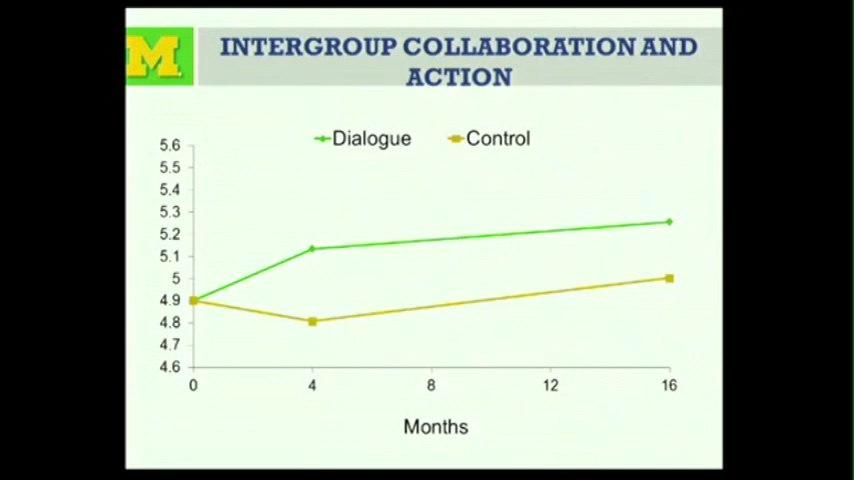 M
INTERGROUP COLLABORATION AND
ACTION
Dialogue Control
5.6
5.5
5.4
5.3
5.2
5.1
5
4.9
4.8
4.7
4.6
0 4 8 12 16
Months